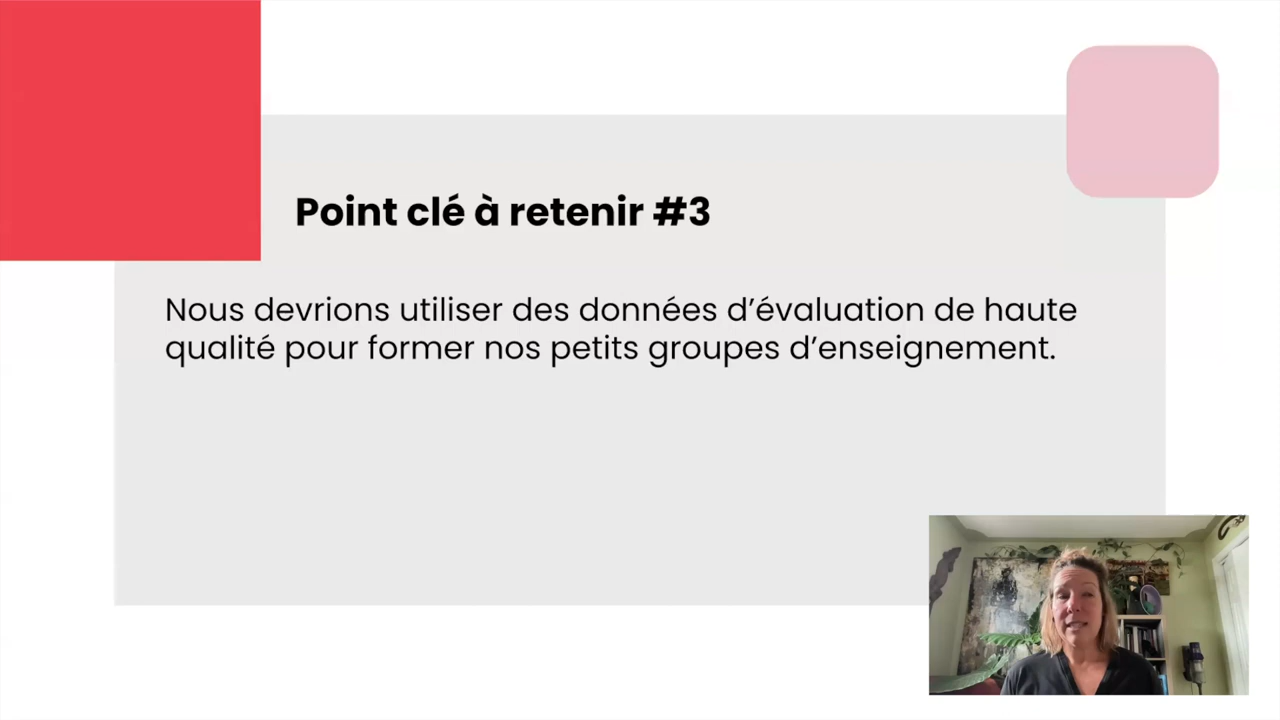 Point clé à retenir #3
Nous devrions utiliser des données d’évaluation de haute
qualité pour former nos petits groupes d’enseignement.